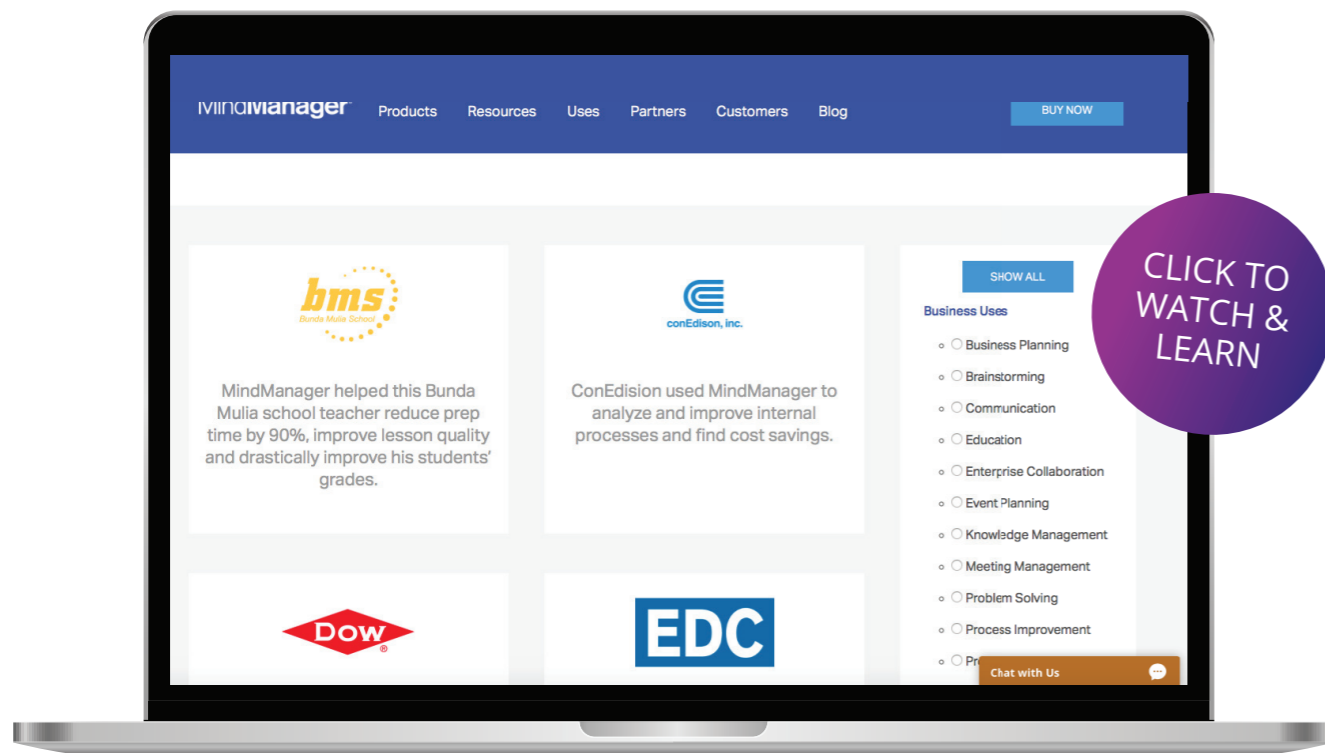 MindManager
Products Resources Uses Partners Customers Blog
BUY NOW
bms
Bunda Mulia School
MindManager helped this Bunda
Mulia school teacher reduce prep
time by 90%, improve lesson quality
and drastically improve his students'
grades.
conEdison, inc.
ConEdision used MindManager to
analyze and improve internal
processes and find cost savings.
DOW
®
EDC
SHOW ALL
Business Uses
Business Planning
Brainstorming
Communication
Education
Enterprise Collaboration
Event Planning
Knowledge Management
Meeting Management
Problem Solving
Process Improvement
Pr
Chat with Us
CLICK TO
WATCH &
LEARN